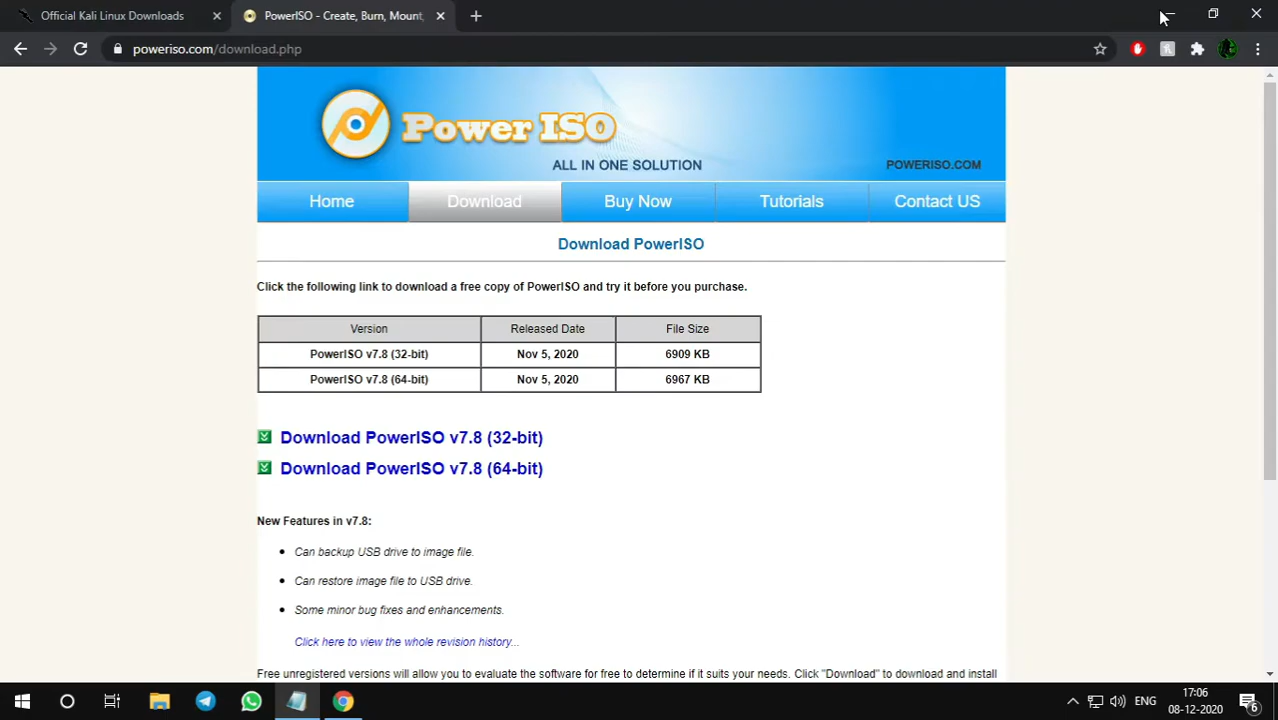 Official Kali Linux Downloads
PowerISO - Create, Burn, Mount,
poweriso.com/download.php
Power ISO
ALL IN ONE SOLUTION
POWERISO.COM
Home Download Buy Now Tutorials Contact US
Download PowerISO
Click the following link to download a free copy of PowerISO and try it before you purchase.
Version Released Date File Size
PowerISO v7.8 (32-bit) Nov 5, 2020 6909 KB
PowerISO v7.8 (64-bit) Nov 5, 2020 6967 KB
Download PowerISO v7.8 (32-bit)
Download PowerISO v7.8 (64-bit)
New Features in v7.8:
Can backup USB drive to image file.
Can restore image file to USB drive.
Some minor bug fixes and enhancements.
Click here to view the whole revision history...
Free unregistered versions will allow you to evaluate the software for free to determine if it suits your needs. Click "Download" to download and install
ENG
17:06
08-12-2020
6